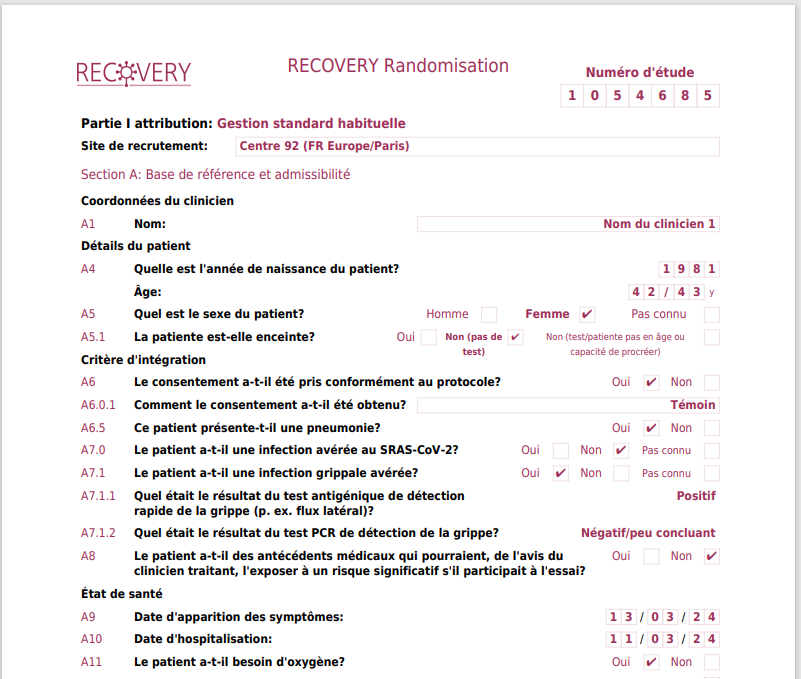 RECOVERY
RECOVERY Randomisation
Numéro d'étude
1 0 5 4 6 8 5
Partie I attribution: Gestion standard habituelle
Site de recrutement: Centre 92 (FR Europe/Paris)
Section A: Base de référence et admissibilité
Coordonnées du clinicien
A1 Nom: Nom du clinicien 1
Détails du patient
A4 Quelle est l'année de naissance du patient? 1 9 8 1
Âge: 4 2 / 4 3 y
A5 Quel est le sexe du patient? Homme Femme ✔ Pas connu
A5.1 La patiente est-elle enceinte? Oui Non (pas de test) ✔ Non (test/patiente pas en âge ou capacité de procréer)
Critère d'intégration
A6 Le consentement a-t-il été pris conformément au protocole? Oui ✔ Non
A6.0.1 Comment le consentement a-t-il été obtenu? Témoin
A6.5 Ce patient présente-t-il une pneumonie? Oui ✔ Non
A7.0 Le patient a-t-il une infection avérée au SRAS-CoV-2? Oui Non ✔ Pas connu
A7.1 Le patient a-t-il une infection grippale avérée? Oui ✔ Non Pas connu
A7.1.1 Quel était le résultat du test antigénique de détection Positif
rapide de la grippe (p. ex. flux latéral)?
A7.1.2 Quel était le résultat du test PCR de détection de la grippe? Négatif/peu concluant
A8 Le patient a-t-il des antécédents médicaux qui pourraient, de l'avis du Oui Non ✔
clinicien traitant, l'exposer à un risque significatif s'il participait à l'essai?
État de santé
A9 Date d'apparition des symptômes: 1 3 / 0 3 / 2 4
A10 Date d'hospitalisation: 1 1 / 0 3 / 2 4
A11 Le patient a-t-il besoin d'oxygène? Oui ✔ Non